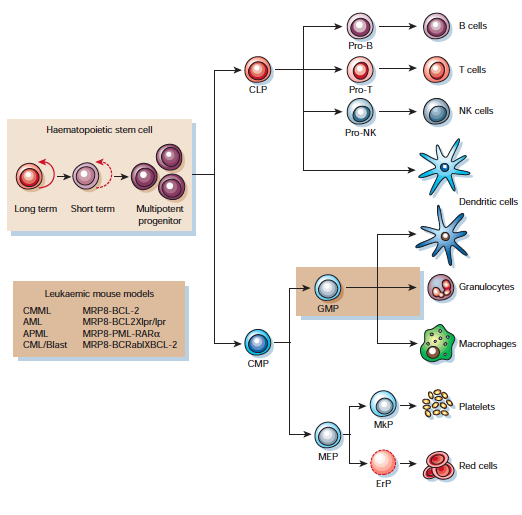 B cells
Pro-B
T cells
CLP
Pro-T
NK cells
Pro-NK
Haematopoietic stem cell
Long term
Short term
Multipotent
progenitor
Dendritic cells
Leukaemic mouse models
CMML MRP8-BCL-2
AML MRP8-BCL2Xlpr/lpr
APML MRP8-PML-RARα
CML/Blast MRP8-BCRablXBCL-2
GMP
Granulocytes
CMP
Macrophages
MkP
Platelets
MEP
ErP
Red cells